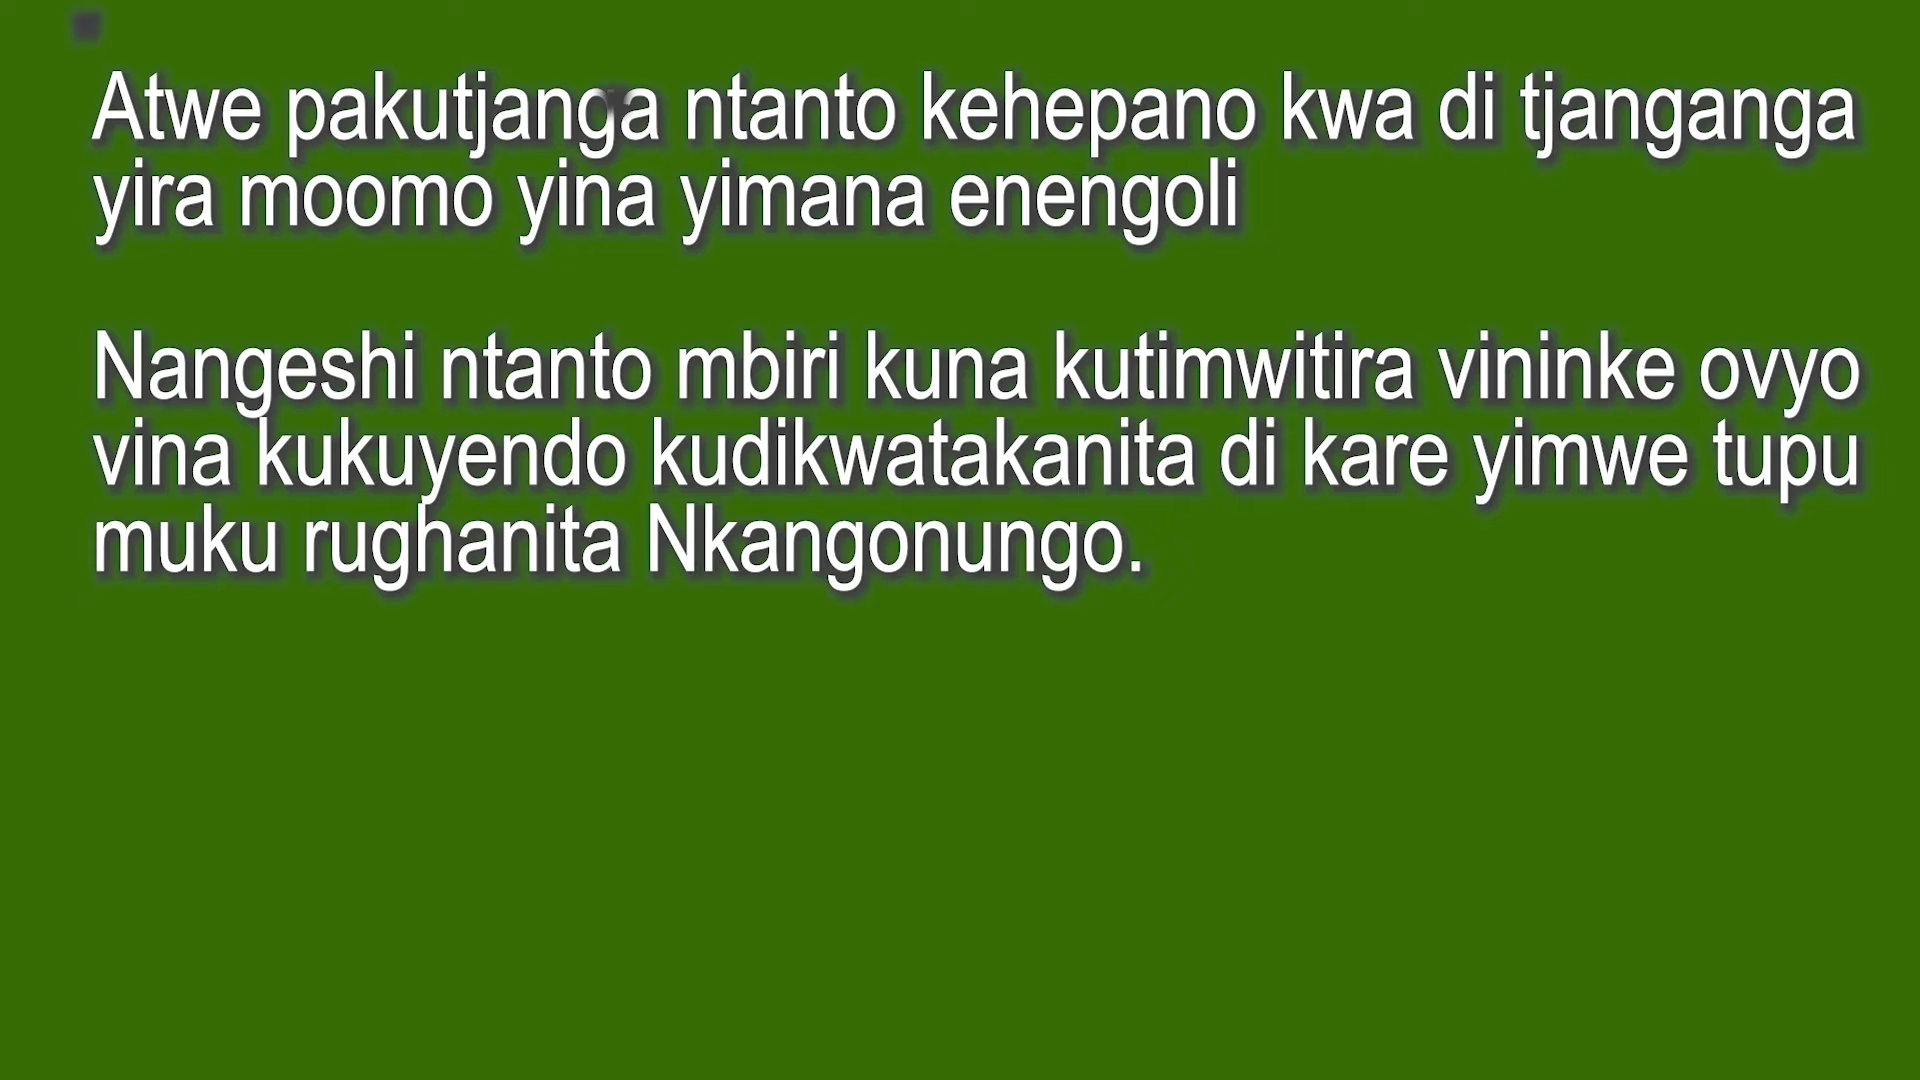 Atwe pakutjanga ntanto kehepano kwa di tjanganga
yira moomo yina yimana enengoli
Nangeshi ntanto mbiri kuna kutimwitira vininke ovyo
vina kukuyendo kudikwatakanita di kare yimwe tupu
muku rughanita Nkangonungo.